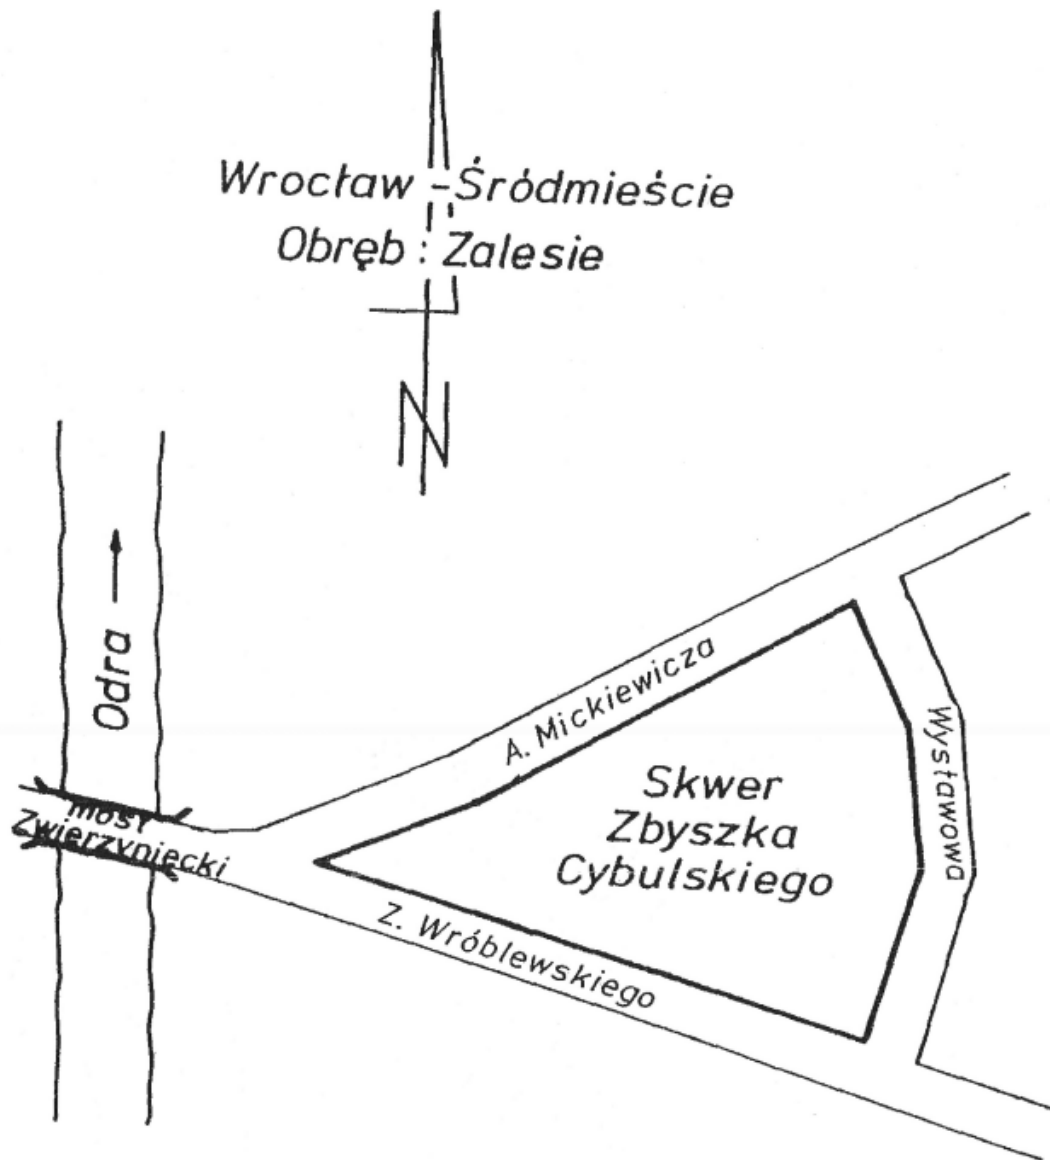 Wrocław - Śródmieście
Obręb : Zalesie
N
Odra
most
Zwierzyniecki
A. Mickiewicza
Wystawowa
Skwer
Zbyszka
Cybulskiego
Z. Wróblewskiego